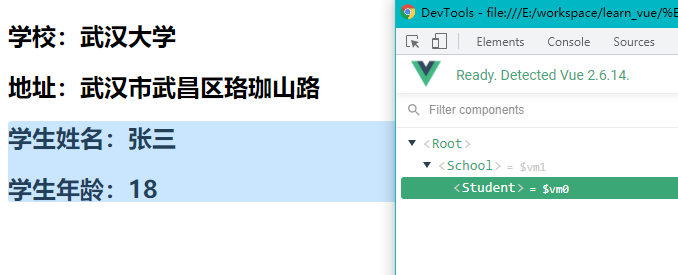 学校：武汉大学
地址：武汉市武昌区珞珈山路
学生姓名：张三
学生年龄：18
DevTools - file:///E:/workspace/learn_vue/%E
Elements Console Sources
Ready. Detected Vue 2.6.14.
Filter components
<Root>
<School> = $vm1
<Student> = $vm0